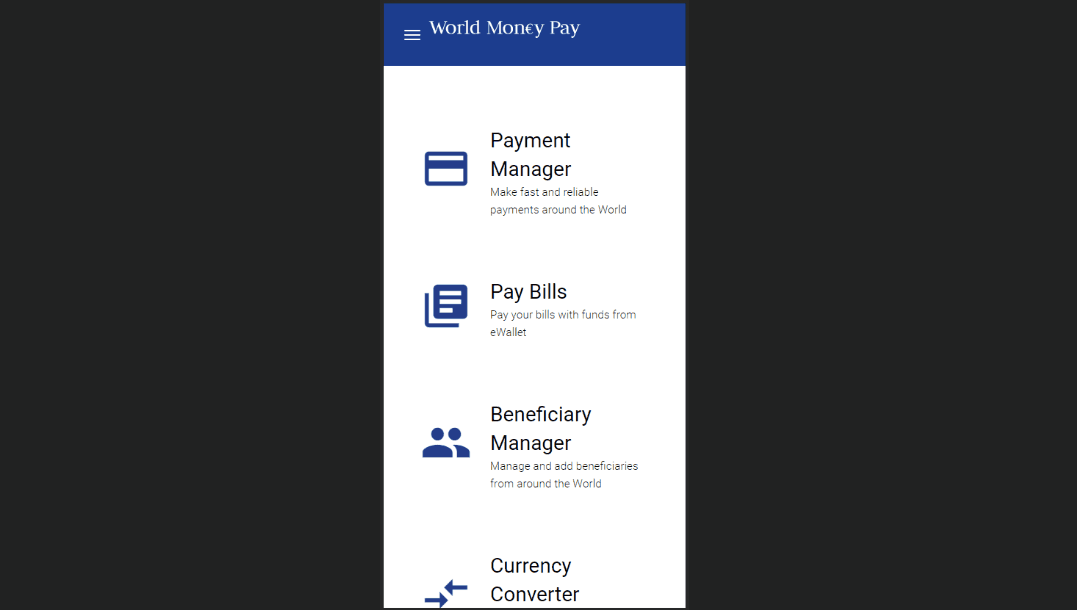 World Mon€y Pay
Payment
Manager
Make fast and reliable
payments around the World
Pay Bills
Pay your bills with funds from
eWallet
Beneficiary
Manager
Manage and add beneficiaries
from around the World
Currency
Converter